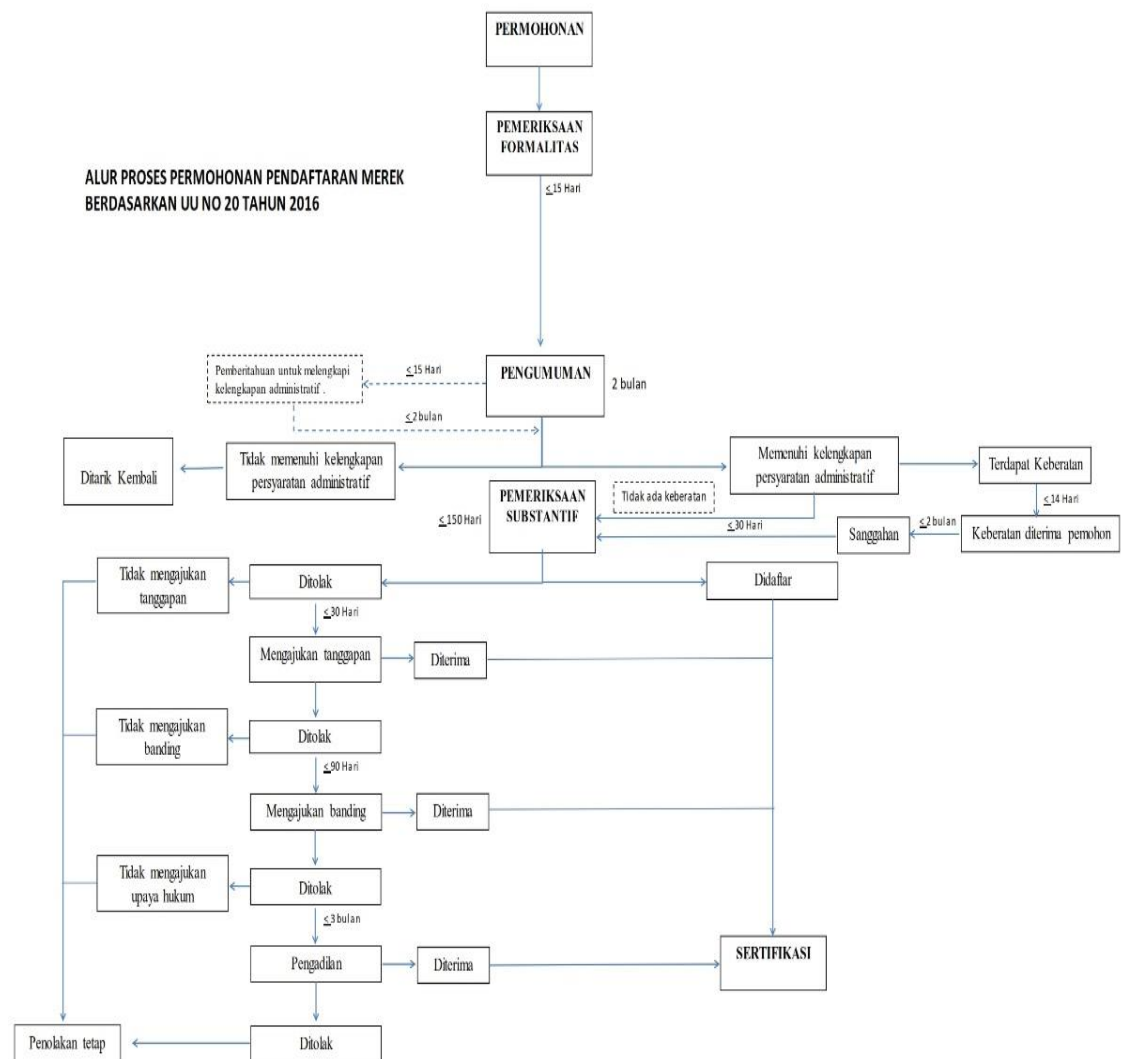 PERMOHONAN
PEMERIKSAAN
FORMALITAS
ALUR PROSES PERMOHONAN PENDAFTARAN MEREK
BERDASARKAN UU NO 20 TAHUN 2016
≤15 Hari
Pemberitahuan untuk melengkapi
kelengkapan administratif .
≤15 Hari
PENGUMUMAN
2 bulan
≤2 bulan
Ditarik Kembali
Tidak memenuhi kelengkapan
persyaratan administratif
Memenuhi kelengkapan
persyaratan administratif
Terdapat Keberatan
≤ 150 Hari
PEMERIKSAAN
SUBSTANTIF
Tidak ada keberatan
≤30 Hari
Sanggahan
≤2 bulan
≤14 Hari
Keberatan diterima pemohon
Tidak mengajukan
tanggapan
Ditolak
Didaftar
≤30 Hari
Mengajukan tanggapan
Diterima
Tidak mengajukan
banding
Ditolak
≤90 Hari
Mengajukan banding
Diterima
Tidak mengajukan
upaya hukum
Ditolak
≤3 bulan
Pengadilan
Diterima
SERTIFIKASI
Penolakan tetap
Ditolak